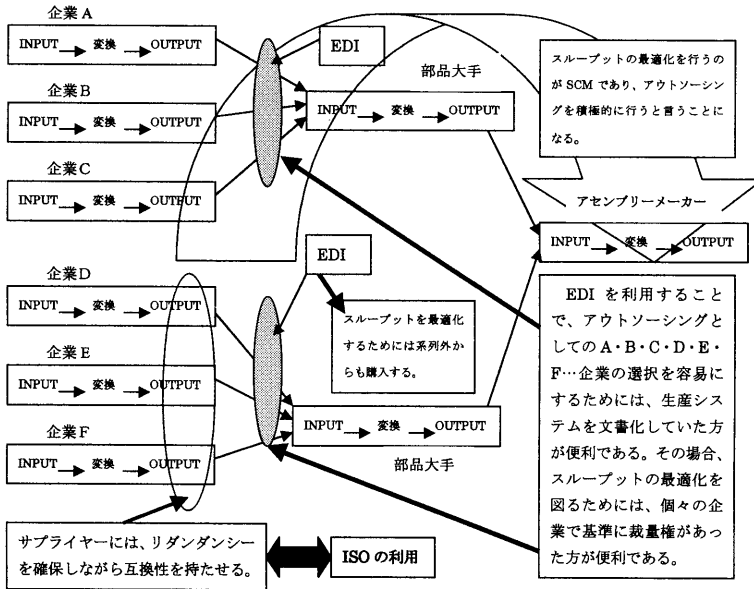 企業A
INPUT 変換 OUTPUT
EDI
部品大手
スループットの最適化を行うの
が SCM であり、アウトソーシン
グを積極的に行うと言うことに
なる。
企業B
INPUT 変換 OUTPUT
INPUT 変換 OUTPUT
企業C
INPUT 変換 OUTPUT
アセンブリーメーカー
INPUT 変換 OUTPUT
EDI
企業D
INPUT 変換 OUTPUT
スループットを最適化
するためには系列外か
らも購入する。
企業E
INPUT 変換 OUTPUT
INPUT 変換 OUTPUT
部品大手
企業F
INPUT 変換 OUTPUT
EDI を利用すること
で、アウトソーシングと
しての A・B・C・D・E・
F…企業の選択を容易に
するためには、生産シス
テムを文書化していた方
が便利である。その場合、
スループットの最適化を
図るためには、個々の企
業で基準に裁量権があっ
た方が便利である。
サプライヤーには、リダンダンシー
を確保しながら互換性を持たせる。
ISO の利用